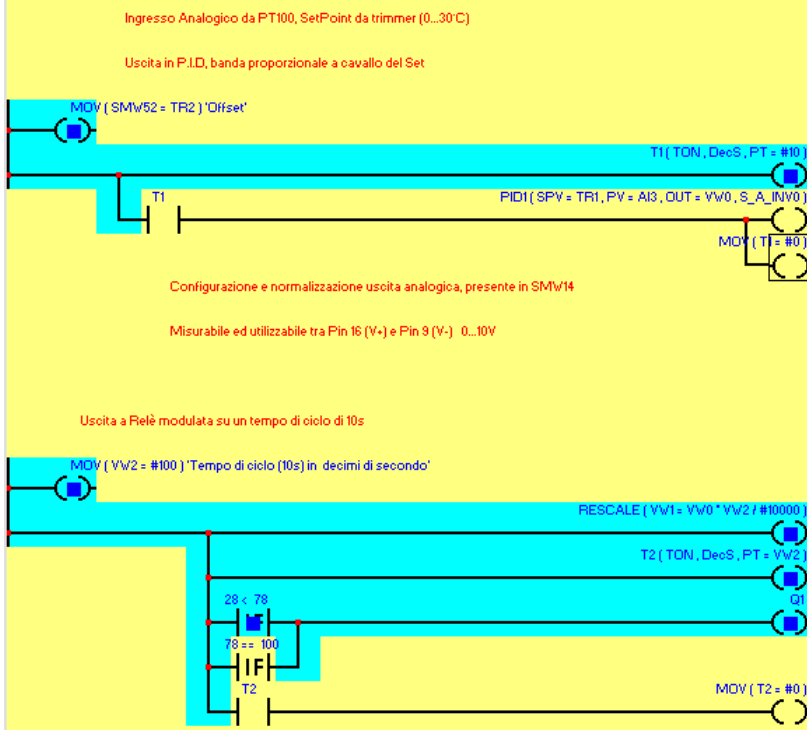 Ingresso Analogico da PT100, SetPoint da trimmer (0...30°C)
Uscita in P.I.D, banda proporzionale a cavallo del Set
MOV ( SMW52 = TR2 ) 'Offset'
T1 ( TON , DecS , PT = #10 )
T1
PID1 ( SPV = TR1 , PV = AI3 , OUT = VW0 , S_A_INV0 )
MOV ( T1 = #0 )
Configurazione e normalizzazione uscita analogica, presente in SMW14
Misurabile ed utilizzabile tra Pin 16 (V+) e Pin 9 (V-) 0...10V
Uscita a Relè modulata su un tempo di ciclo di 10s
MOV ( VW2 = #100 ) 'Tempo di ciclo (10s) in decimi di secondo'
RESCALE ( VW1 = VW0 * VW2 / #10000 )
T2 ( TON , DecS , PT = VW2 )
28 < 78
Q1
IF
78 == 100
IF
T2
MOV ( T2 = #0 )